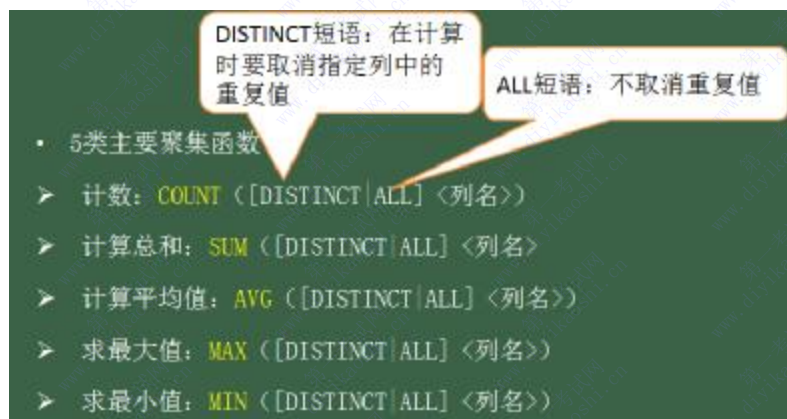 DISTINCT短语：在计算
时要取消指定列中的
重复值
ALL短语：不取消重复值
• 5类主要聚集函数
➢ 计数：COUNT（[DISTINCT|ALL] <列名>）
➢ 计算总和：SUM（[DISTINCT|ALL] <列名>
➢ 计算平均值：AVG（[DISTINCT|ALL] <列名>）
➢ 求最大值：MAX（[DISTINCT|ALL] <列名>）
➢ 求最小值：MIN（[DISTINCT|ALL] <列名>）